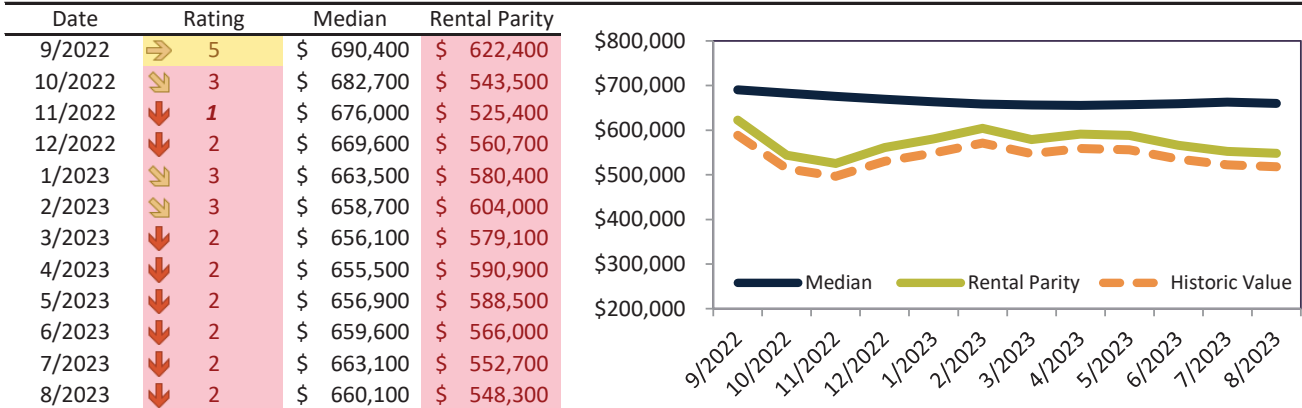 Date Rating Median Rental Parity
9/2022 5 $ 690,400 $ 622,400
10/2022 3 $ 682,700 $ 543,500
11/2022 1 $ 676,000 $ 525,400
12/2022 2 $ 669,600 $ 560,700
1/2023 3 $ 663,500 $ 580,400
2/2023 3 $ 658,700 $ 604,000
3/2023 2 $ 656,100 $ 579,100
4/2023 2 $ 655,500 $ 590,900
5/2023 2 $ 656,900 $ 588,500
6/2023 2 $ 659,600 $ 566,000
7/2023 2 $ 663,100 $ 552,700
8/2023 2 $ 660,100 $ 548,300
$800,000
$700,000
$600,000
$500,000
$400,000
$300,000
$200,000
Median Rental Parity Historic Value
9/2022 10/2022 11/2022 12/2022 1/2023 2/2023 3/2023 4/2023 5/2023 6/2023 7/2023 8/2023